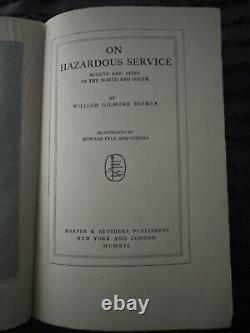 ON
HAZARDOUS SERVICE
SCOUTS AND SPIES
OF THE NORTH AND SOUTH
BY
WILLIAM GILMORE BEYMER
ILLUSTRATED BY
HOWARD PYLE AND OTHERS
HARPER & BROTHERS PUBLISHERS
NEW YORK AND LONDON
MCMXII